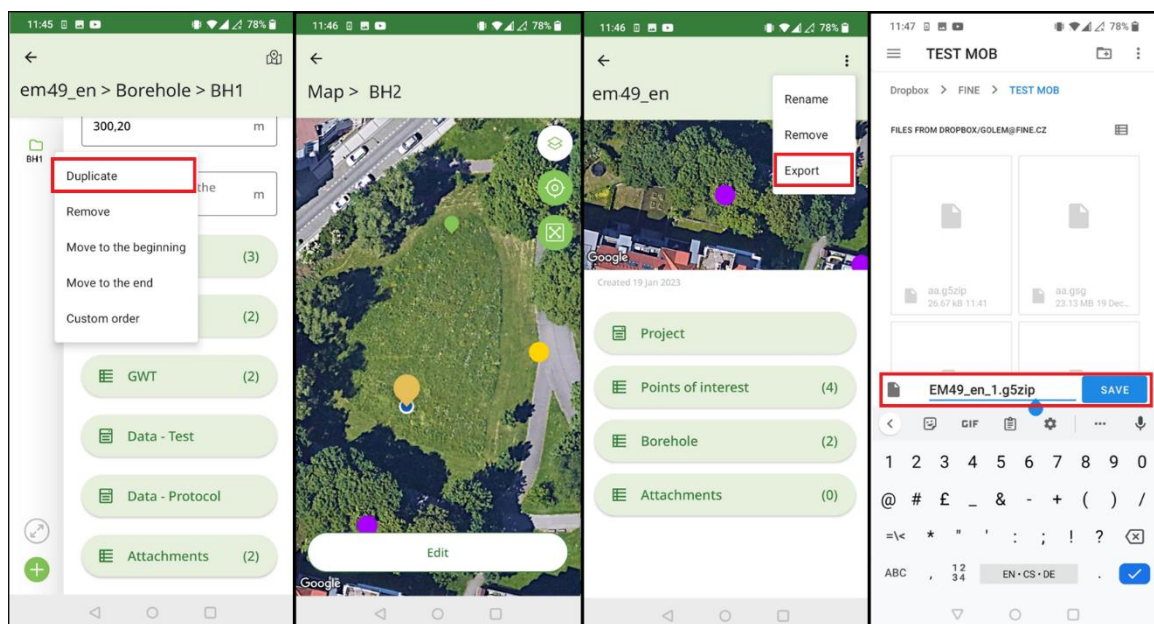 11:45
78%
em49_en > Borehole > BH1
300,20 m
BH1
Duplicate
the m
Remove
Move to the beginning
(3)
Move to the end
Custom order
(2)
GWT (2)
Data - Test
Data - Protocol
Attachments (2)
11:46
78%
Map > BH2
Edit
Google
11:46
78%
em49_en
Rename
Remove
Export
Google
Created 19 Jan 2023
Project
Points of interest (4)
Borehole (2)
Attachments (0)
11:47
78%
TEST MOB
Dropbox > FINE > TEST MOB
FILES FROM DROPBOX/GOLEM@FINE.CZ
aa.g5zip
26.67 kB 11:41
aa.gsg
23.13 MB 19 Dec...
EM49_en_1.g5zip SAVE
GIF ...
1 2 3 4 5 6 7 8 9 0
@ # £ _ & - + ( ) /
=\< * " ' : ; ! ?
ABC , 12 34 EN • CS • DE .